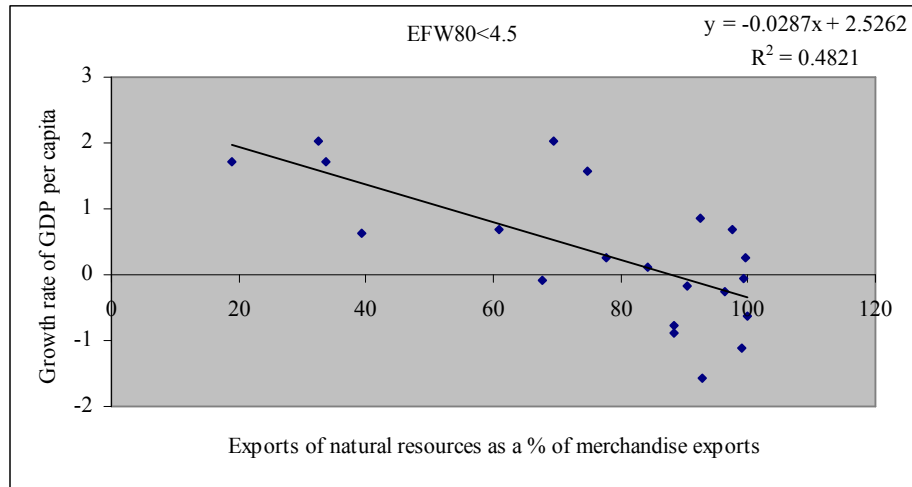 EFW80<4.5
y = -0.0287x + 2.5262
R² = 0.4821
3
2
1
0
-1
-2
0 20 40 60 80 100 120
Growth rate of GDP per capita
Exports of natural resources as a % of merchandise exports